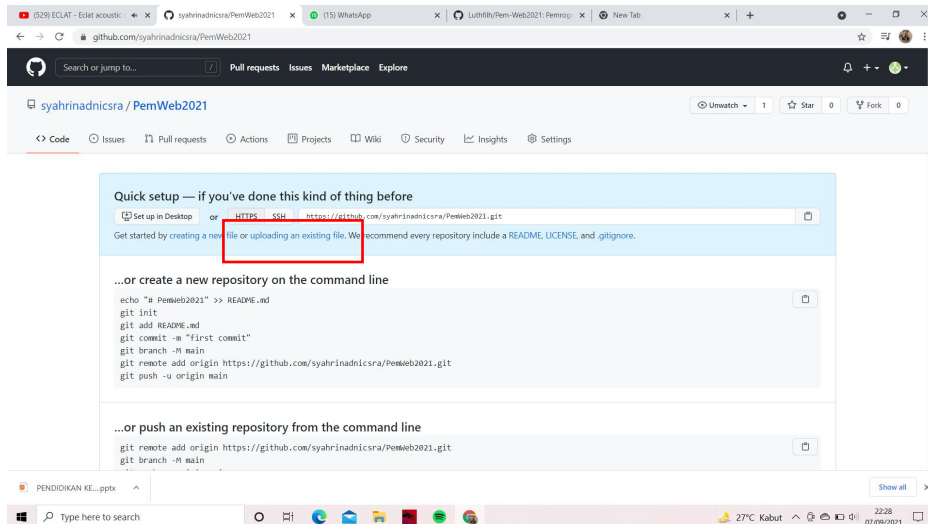 (529) ECLAT - Eclat acoustic
syahrinadnicsra/PemWeb2021
(15) WhatsApp
Luthfilh/Pem-Web2021: Pemrogr
New Tab
github.com/syahrinadnicsra/PemWeb2021
Search or jump to...
/
Pull requests Issues Marketplace Explore
syahrinadnicsra / PemWeb2021
Unwatch 1
Star 0
Fork 0
<> Code Issues Pull requests Actions Projects Wiki Security Insights Settings
Quick setup — if you've done this kind of thing before
Set up in Desktop or HTTPS SSH https://github.com/syahrinadnicsra/PemWeb2021.git
Get started by creating a new file or uploading an existing file. We recommend every repository include a README, LICENSE, and .gitignore.
...or create a new repository on the command line
echo "# PemWeb2021" >> README.md
git init
git add README.md
git commit -m "first commit"
git branch -M main
git remote add origin https://github.com/syahrinadnicsra/PemWeb2021.git
git push -u origin main
...or push an existing repository from the command line
git remote add origin https://github.com/syahrinadnicsra/PemWeb2021.git
git branch -M main
PENDIDIKAN KE....pptx
Show all
Type here to search
27°C Kabut
22:28
07/09/2021